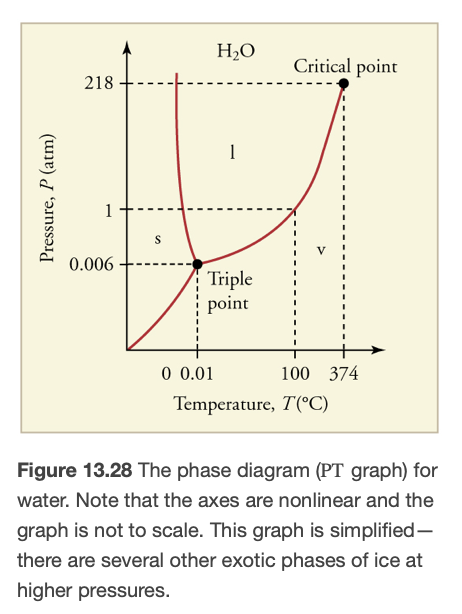 H₂O
Critical point
218
l
Pressure, P (atm)
1
s
v
0.006
Triple
point
0 0.01 100 374
Temperature, T(°C)
Figure 13.28 The phase diagram (PT graph) for
water. Note that the axes are nonlinear and the
graph is not to scale. This graph is simplified—
there are several other exotic phases of ice at
higher pressures.